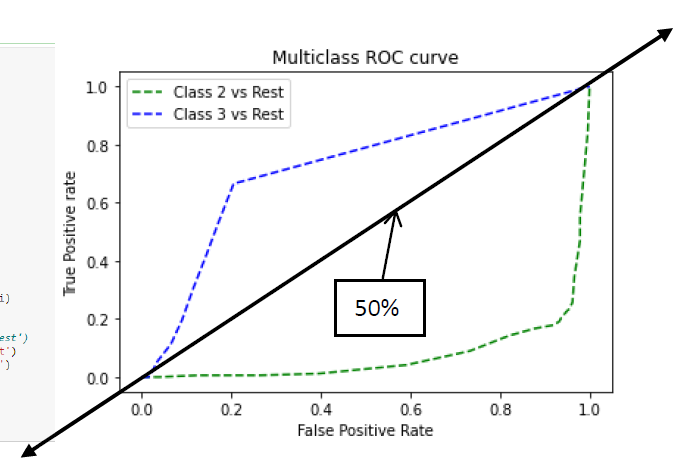 Multiclass ROC curve
Class 2 vs Rest
Class 3 vs Rest
True Positive rate
1.0
0.8
0.6
0.4
0.2
0.0
50%
0.0 0.2 0.4 0.6 0.8 1.0
False Positive Rate
i)
est')
t')
')